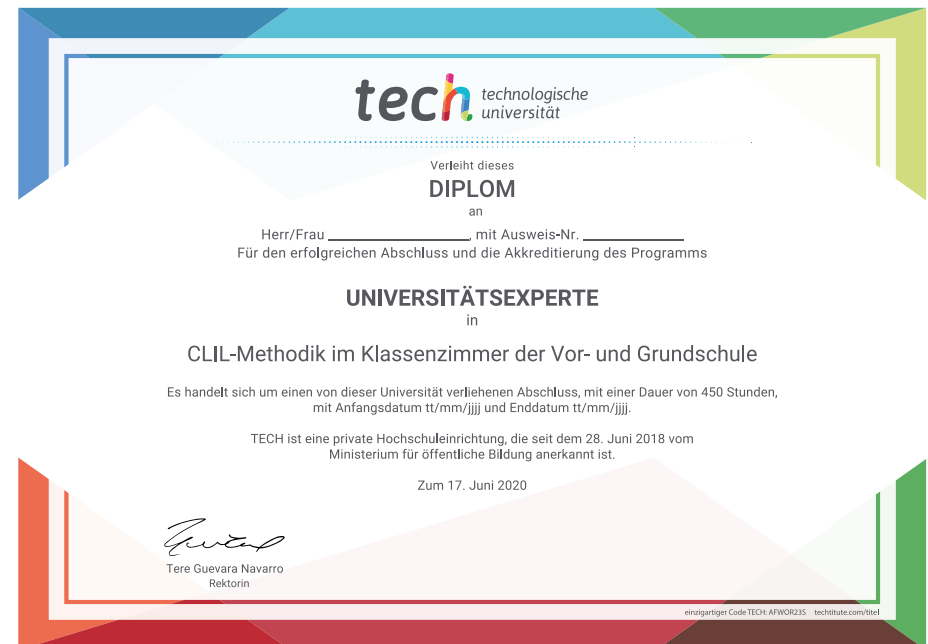 tech technologische
universität
Verleiht dieses
DIPLOM
an
Herr/Frau ____________________, mit Ausweis-Nr. ______________
Für den erfolgreichen Abschluss und die Akkreditierung des Programms
UNIVERSITÄTSEXPERTE
in
CLIL-Methodik im Klassenzimmer der Vor- und Grundschule
Es handelt sich um einen von dieser Universität verliehenen Abschluss, mit einer Dauer von 450 Stunden,
mit Anfangsdatum tt/mm/jjjj und Enddatum tt/mm/jjjj.
TECH ist eine private Hochschuleinrichtung, die seit dem 28. Juni 2018 vom
Ministerium für öffentliche Bildung anerkannt ist.
Zum 17. Juni 2020
Tere Guevara Navarro
Rektorin
einzigartiger Code TECH: AFWOR23S techtitute.com/titel